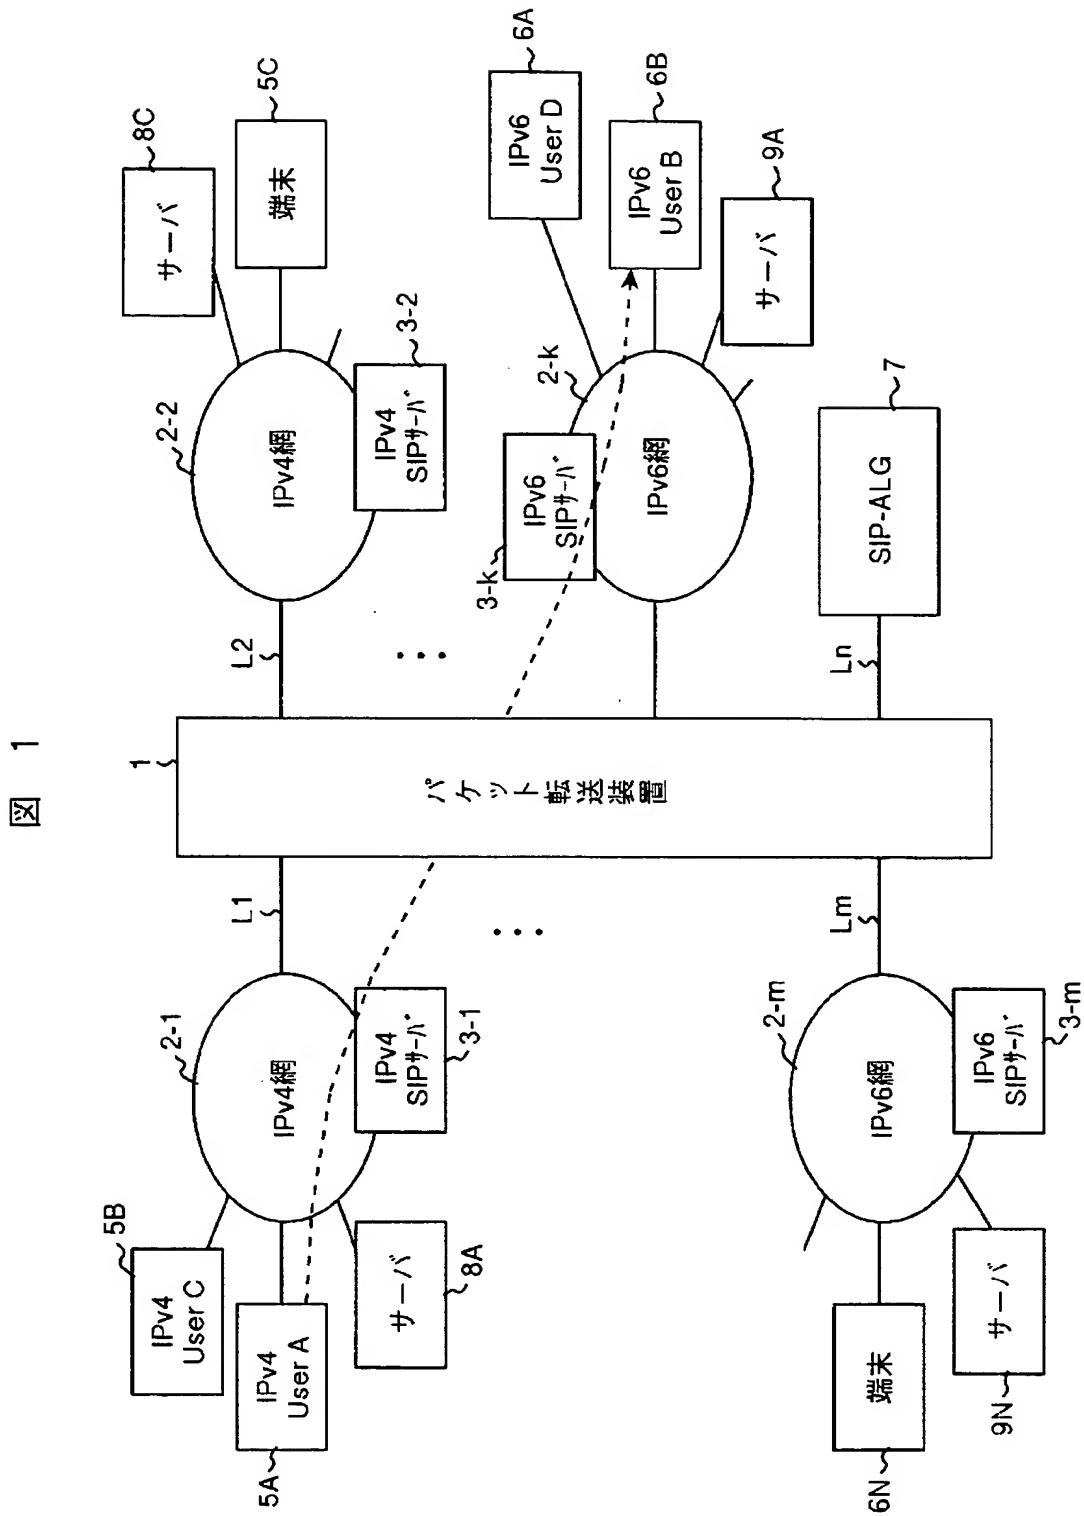 図 1
5B
IPv4
User C
5A
IPv4
User A
サーバ
8A
2-1
IPv4網
IPv4
SIPサーバ
3-1
L1
1
パケット転送装置
L2
2-2
IPv4網
IPv4
SIPサーバ
3-2
サーバ
8C
端末
5C
3-k
IPv6
SIPサーバ
2-k
IPv6網
IPv6
User D
6A
IPv6
User B
6B
サーバ
9A
Ln
SIP-ALG
7
Lm
2-m
IPv6網
IPv6
SIPサーバ
3-m
端末
6N
サーバ
9N